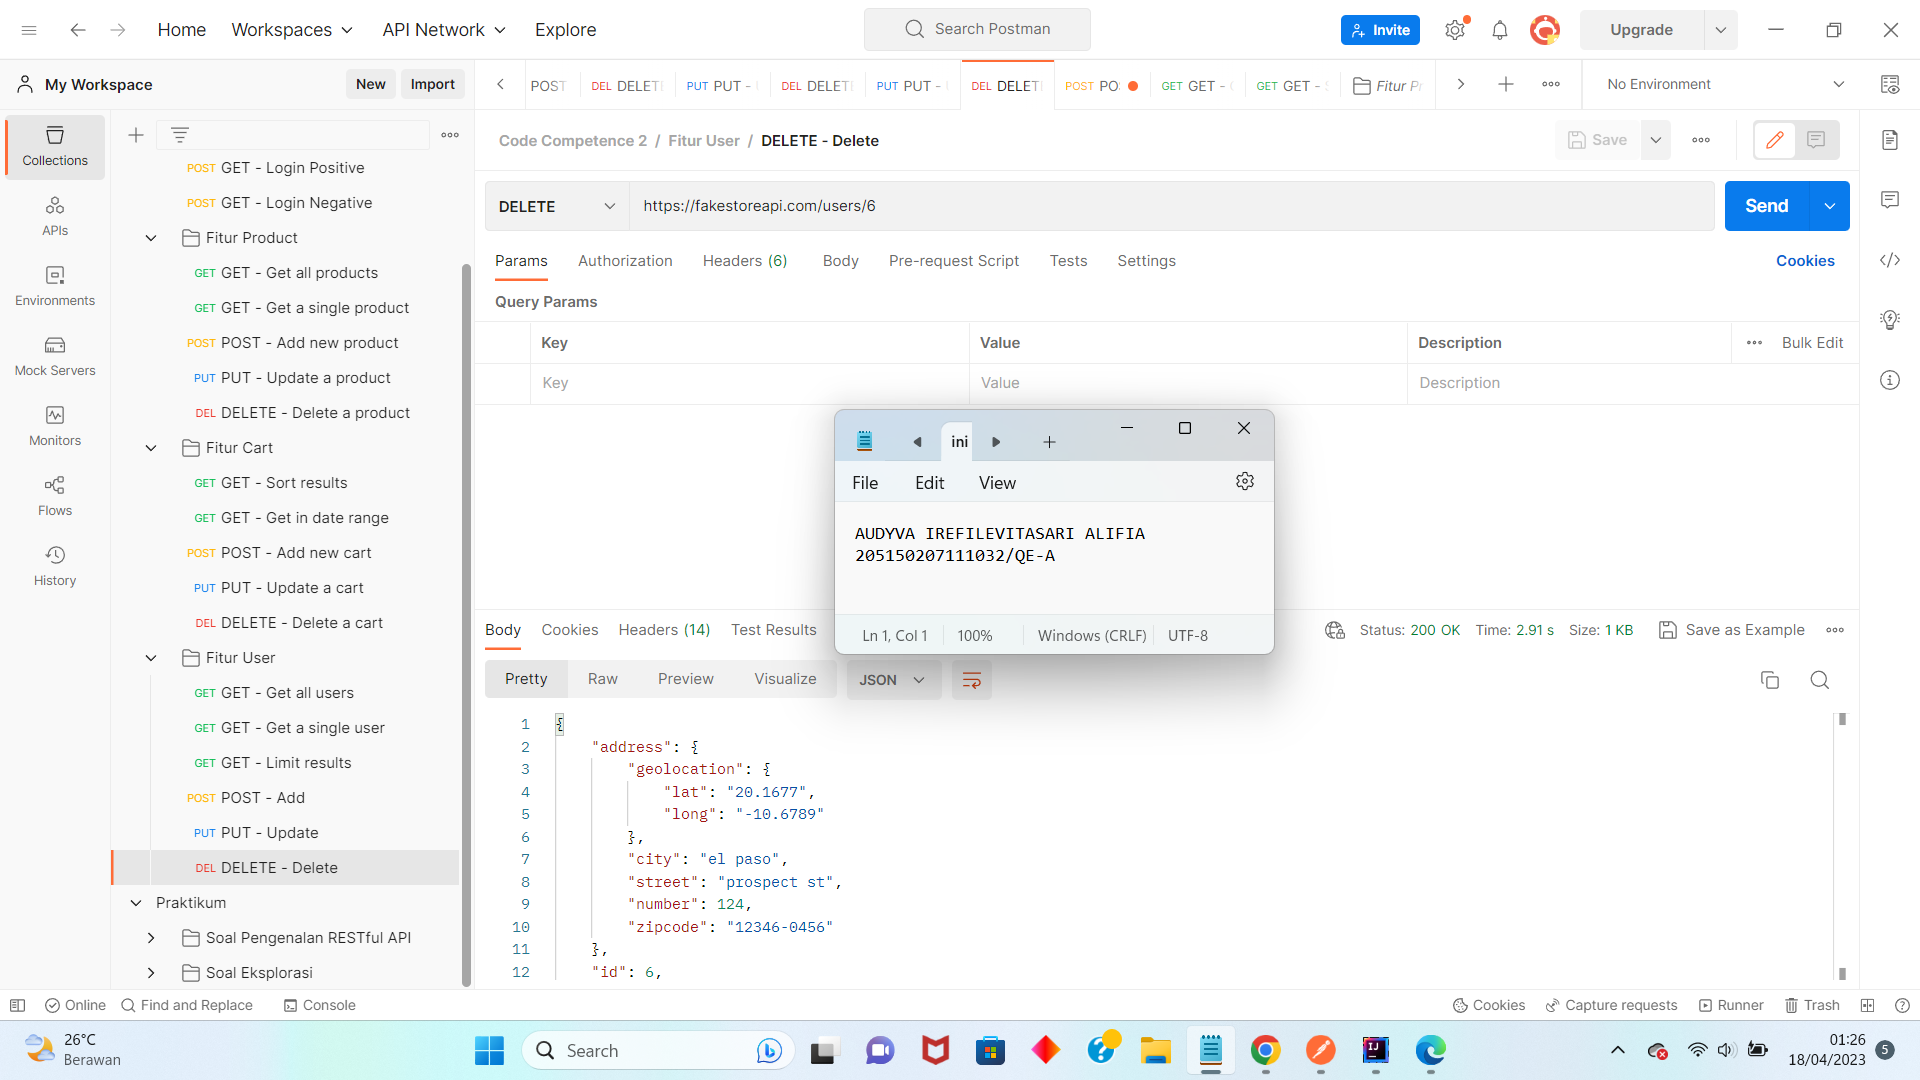 Home
Workspaces
API Network
Explore
Search Postman
Invite
Upgrade
My Workspace
New
Import
POST
DEL DELETE
PUT PUT -
DEL DELETE
PUT PUT -
DEL DELET
POST PO
GET GET -
GET GET -
Fitur Pr
No Environment
Collections
APIs
Environments
Mock Servers
Monitors
Flows
History
POST GET - Login Positive
POST GET - Login Negative
Fitur Product
GET GET - Get all products
GET GET - Get a single product
POST POST - Add new product
PUT PUT - Update a product
DEL DELETE - Delete a product
Fitur Cart
GET GET - Sort results
GET GET - Get in date range
POST POST - Add new cart
PUT PUT - Update a cart
DEL DELETE - Delete a cart
Fitur User
GET GET - Get all users
GET GET - Get a single user
GET GET - Limit results
POST POST - Add
PUT PUT - Update
DEL DELETE - Delete
Praktikum
Soal Pengenalan RESTful API
Soal Eksplorasi
Code Competence 2 / Fitur User / DELETE - Delete
Save
DELETE
https://fakestoreapi.com/users/6
Send
Params
Authorization
Headers (6)
Body
Pre-request Script
Tests
Settings
Cookies
Query Params
Key
Value
Description
Bulk Edit
Key
Value
Description
ini
File
Edit
View
AUDYVA IREFILEVITASARI ALIFIA
205150207111032/QE-A
Ln 1, Col 1
100%
Windows (CRLF)
UTF-8
Body
Cookies
Headers (14)
Test Results
Status: 200 OK
Time: 2.91 s
Size: 1 KB
Save as Example
Pretty
Raw
Preview
Visualize
JSON
1 {
2 "address": {
3 "geolocation": {
4 "lat": "20.1677",
5 "long": "-10.6789"
6 },
7 "city": "el paso",
8 "street": "prospect st",
9 "number": 124,
10 "zipcode": "12346-0456"
11 },
12 "id": 6,
Online
Find and Replace
Console
Cookies
Capture requests
Runner
Trash
26°C
Berawan
Search
01:26
18/04/2023
5